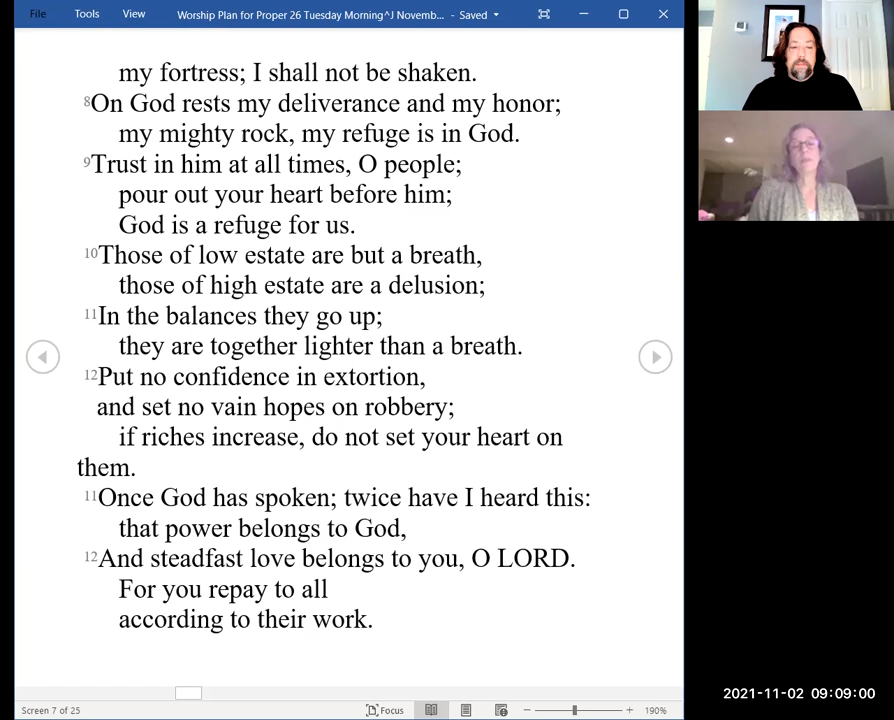 File Tools View Worship Plan for Proper 26 Tuesday Morning^J Novemb... - Saved
my fortress; I shall not be shaken.
8On God rests my deliverance and my honor;
my mighty rock, my refuge is in God.
9Trust in him at all times, O people;
pour out your heart before him;
God is a refuge for us.
10Those of low estate are but a breath,
those of high estate are a delusion;
11In the balances they go up;
they are together lighter than a breath.
12Put no confidence in extortion,
and set no vain hopes on robbery;
if riches increase, do not set your heart on
them.
11Once God has spoken; twice have I heard this:
that power belongs to God,
12And steadfast love belongs to you, O LORD.
For you repay to all
according to their work.
2021-11-02 09:09:00
Screen 7 of 25 Focus 190%